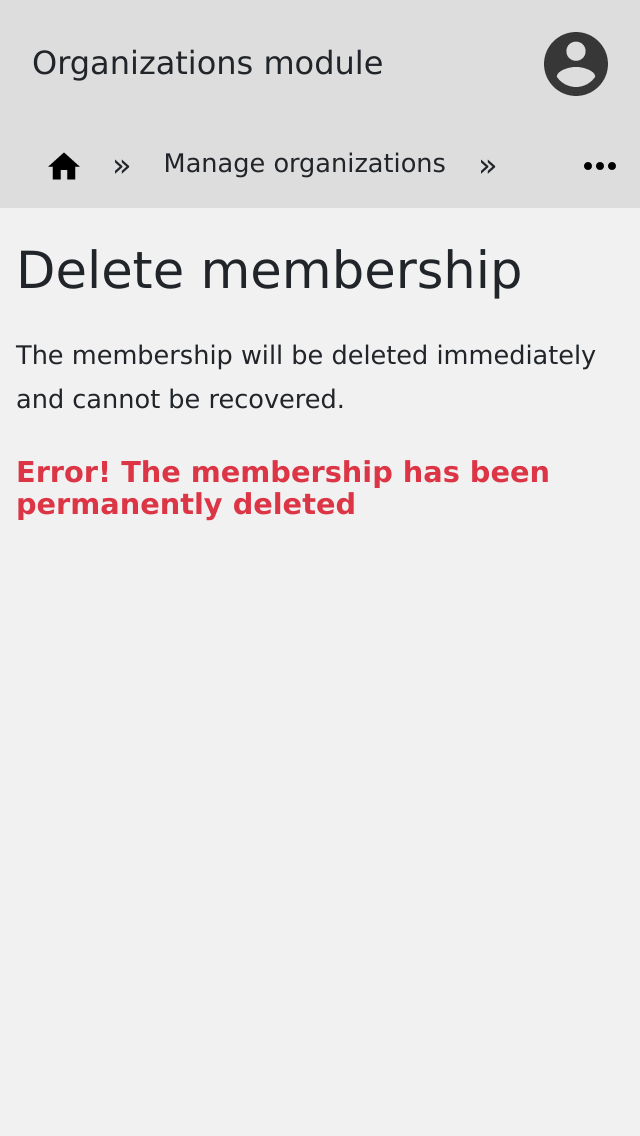 Organizations module
» Manage organizations »
Delete membership
The membership will be deleted immediately
and cannot be recovered.
Error! The membership has been
permanently deleted